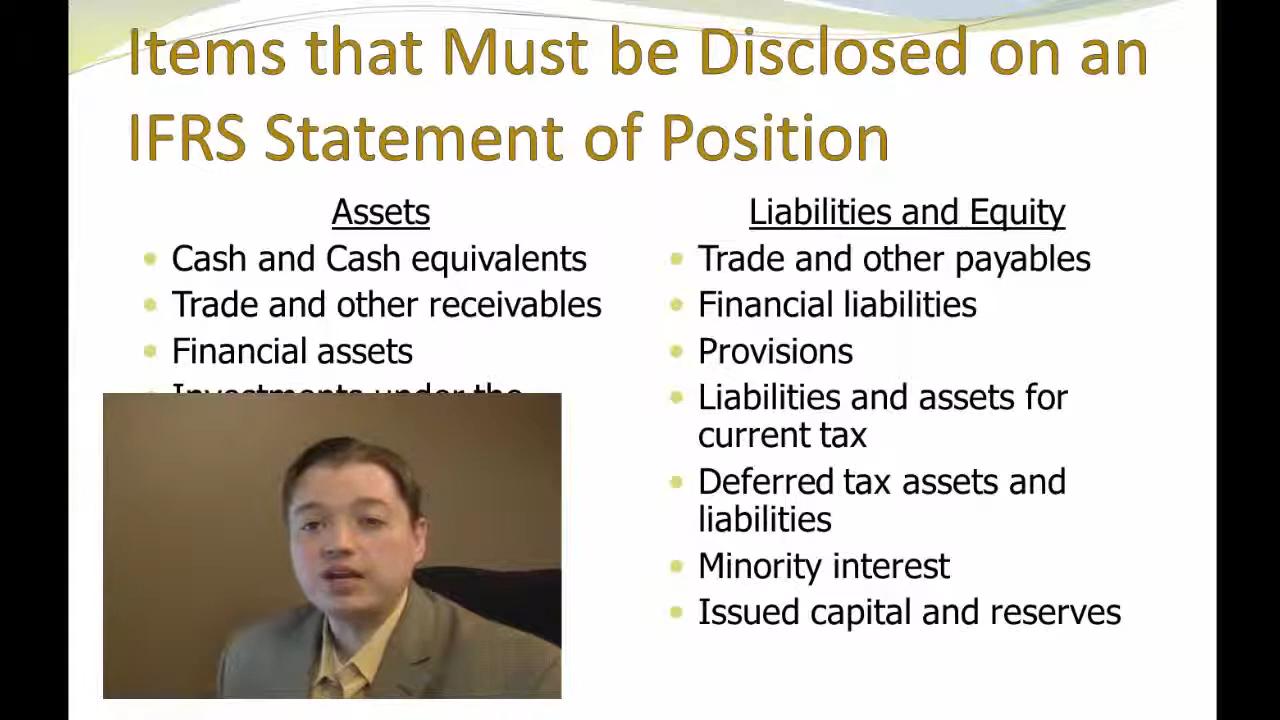 Items that Must be Disclosed on an
IFRS Statement of Position
Assets
Cash and Cash equivalents
Trade and other receivables
Financial assets
Investments under the
Liabilities and Equity
Trade and other payables
Financial liabilities
Provisions
Liabilities and assets for
current tax
Deferred tax assets and
liabilities
Minority interest
Issued capital and reserves